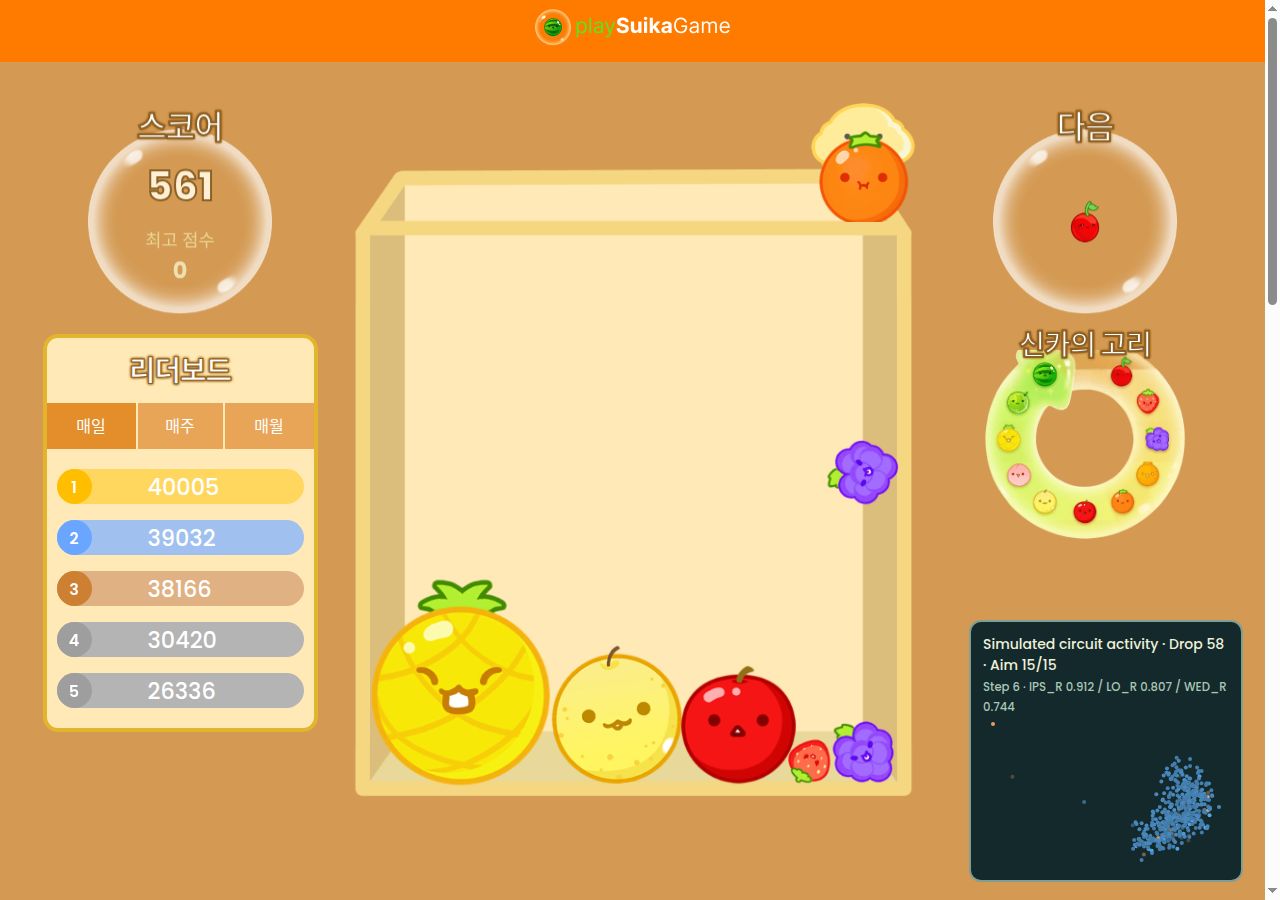 playSuikaGame
스코어
561
최고 점수
0
다음
신카의 고리
리더보드
매일 매주 매월
1 40005
2 39032
3 38166
4 30420
5 26336
Simulated circuit activity · Drop 58
· Aim 15/15
Step 6 · IPS_R 0.912 / LO_R 0.807 / WED_R
0.744